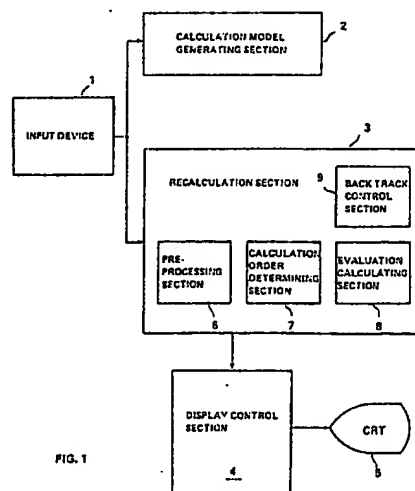 2
CALCULATION MODEL
GENERATING SECTION
1
INPUT DEVICE
3
RECALCULATION SECTION
9
BACK TRACK
CONTROL
SECTION
PRE-
PROCESSING
SECTION
CALCULATION
ORDER
DETERMINING
SECTION
EVALUATION
CALCULATING
SECTION
6
7
8
DISPLAY CONTROL
SECTION
4
CRT
5
FIG. 1